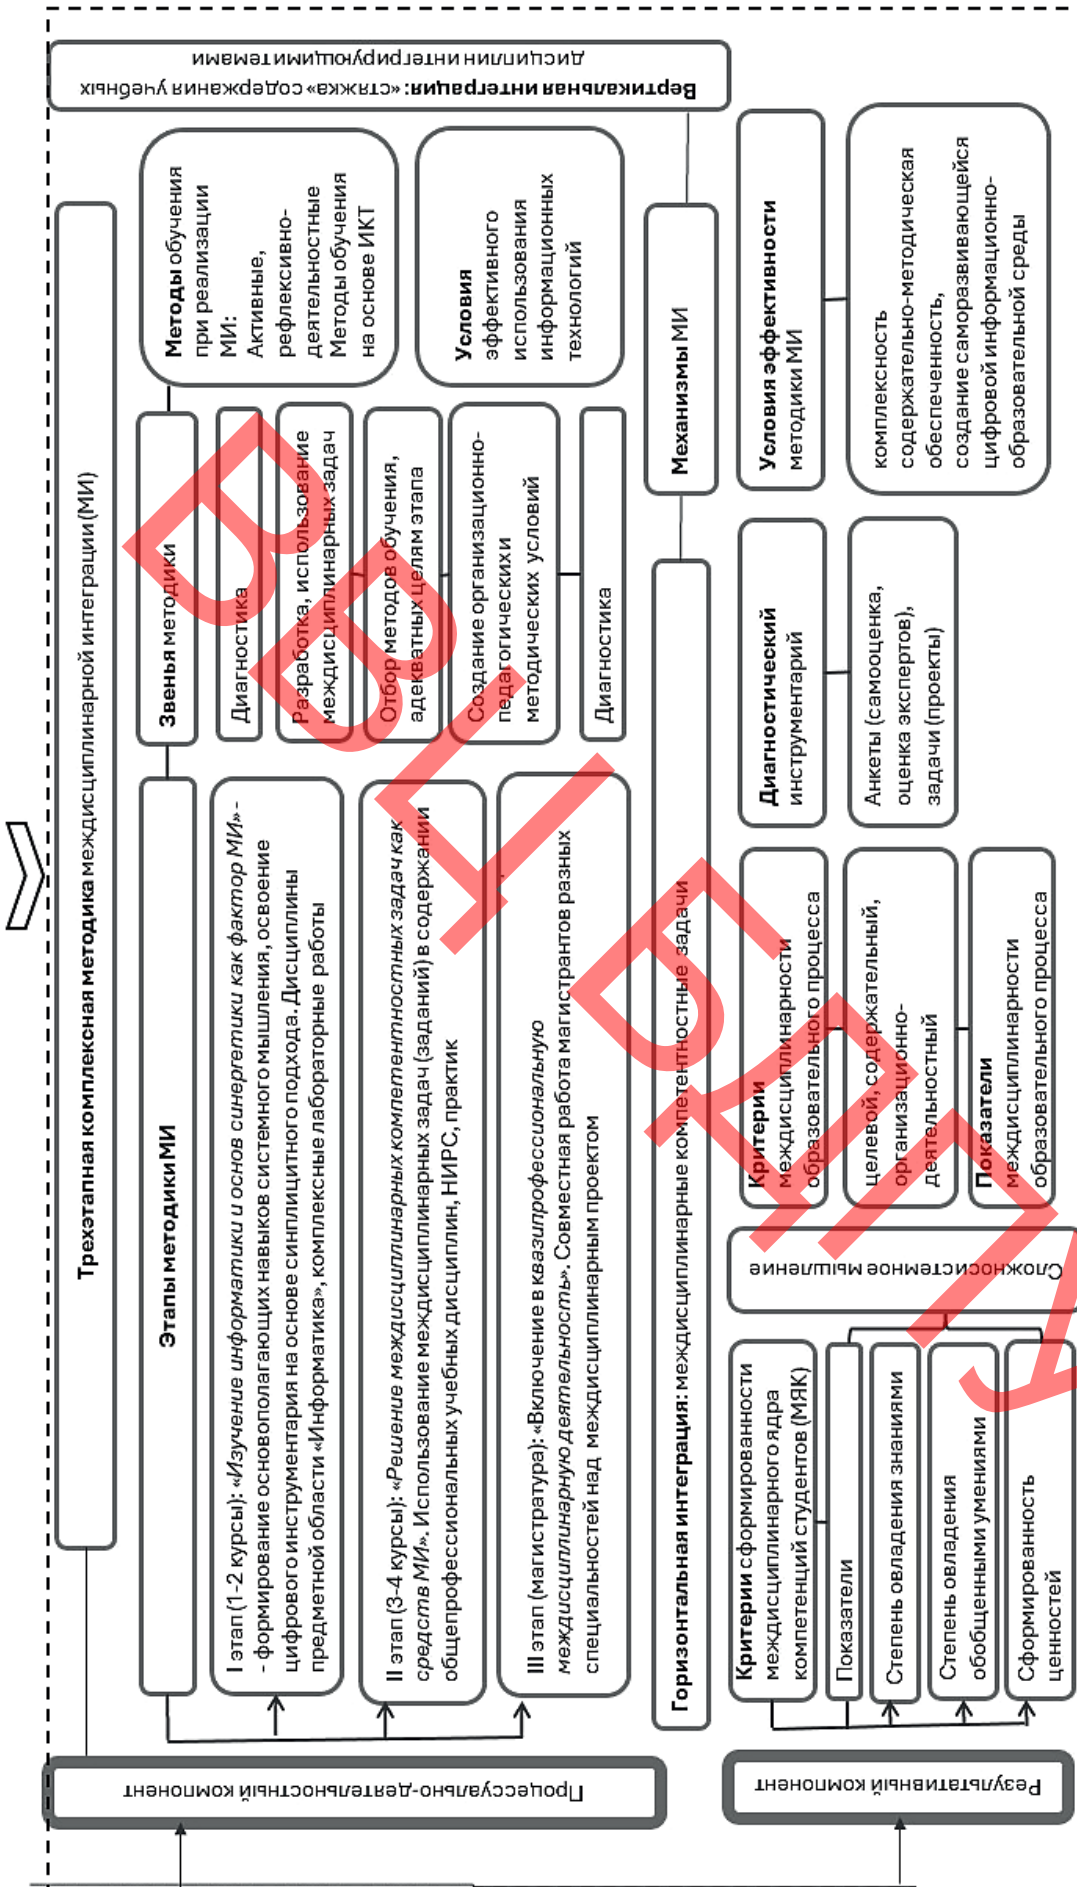 Трехэтапная комплексная методика междисциплинарной интеграции (МИ)
Процессуально-деятельностный компонент
Этапы методики МИ
I этап (1-2 курсы): «Изучение информатики и основ синергетики как фактор МИ» -
- формирование основополагающих навыков системного мышления, освоение
цифрового инструментария на основе синплицитного подхода. Дисциплины
предметной области «Информатика», комплексные лабораторные работы
II этап (3-4 курсы): «Решение междисциплинарных компетентностных задач как
средств МИ». Использование междисциплинарных задач (заданий) в содержании
общепрофессиональных учебных дисциплин, НИРС, практик
III этап (магистратура): «Включение в квазипрофессиональную
междисциплинарную деятельность». Совместная работа магистрантов разных
специальностей над междисциплинарным проектом
Звенья методики
Диагностика
Разработка, использование
междисциплинарных задач
Отбор методов обучения,
адекватных целям этапа
Создание организационно-
педагогических и
методических условий
Диагностика
Методы обучения
при реализации
МИ:
Активные,
рефлексивно-
деятельностные
Методы обучения
на основе ИКТ
Условия
эффективного
использования
информационных
технологий
Вертикальная интеграция: «стяжка» содержания учебных
дисциплин интегрирующими темами
Горизонтальная интеграция: междисциплинарные компетентностные задачи
Механизмы МИ
Результативный компонент
Критерии сформированности
междисциплинарного ядра
компетенций студентов (МЯК)
Показатели
Степень овладения знаниями
Степень овладения
обобщенными умениями
Сформированность
ценностей
Сложносистемное мышление
Критерии
междисциплинарности
образовательного процесса
целевой, содержательный,
организационно-
деятельностный
Показатели
междисциплинарности
образовательного процесса
Диагностический
инструментарий
Анкеты (самооценка,
оценка экспертов),
задачи (проекты)
Условия эффективности
методики МИ
комплексность
содержательно-методическая
обеспеченность,
создание саморазвивающейся
цифровой информационно-
образовательной среды